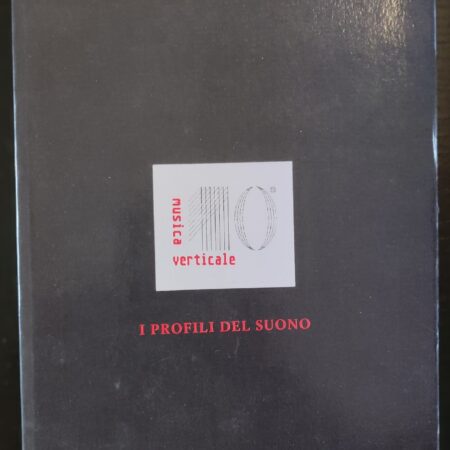 musica
10°
verticale
I PROFILI DEL SUONO